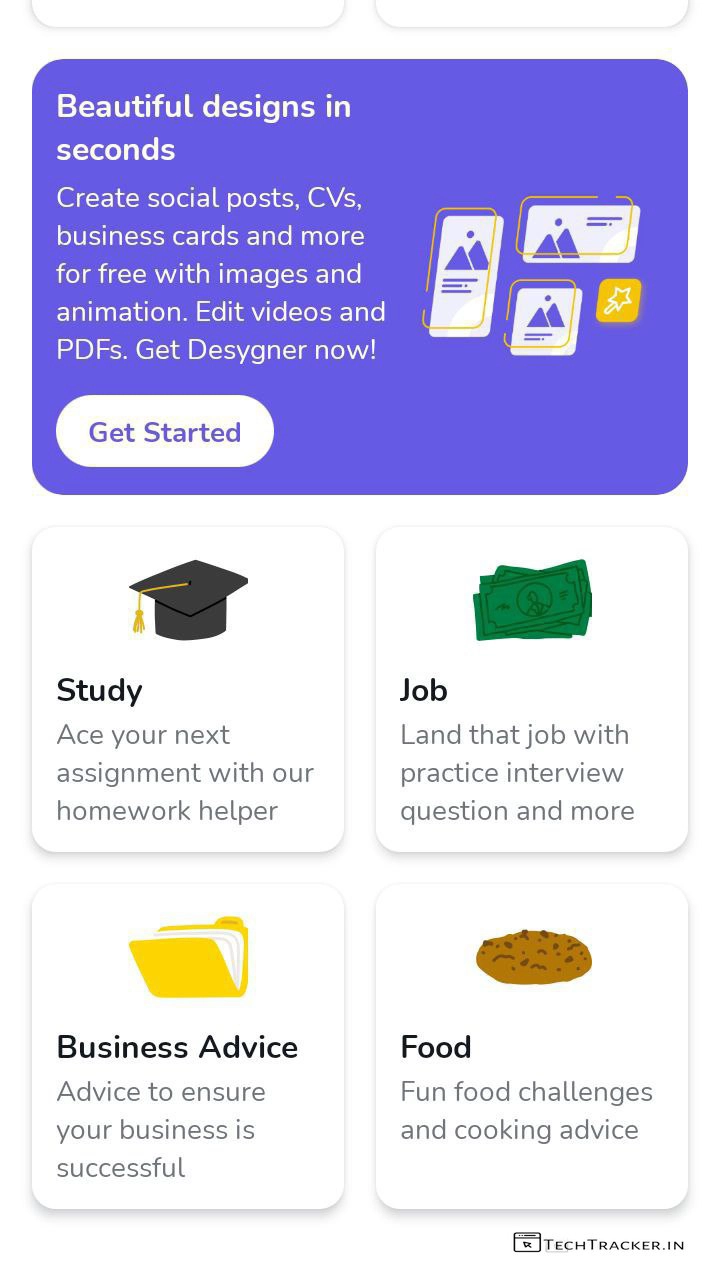 Beautiful designs in
seconds
Create social posts, CVs,
business cards and more
for free with images and
animation. Edit videos and
PDFs. Get Desygner now!
Get Started
Study
Ace your next
assignment with our
homework helper
Job
Land that job with
practice interview
question and more
Business Advice
Advice to ensure
your business is
successful
Food
Fun food challenges
and cooking advice
TECHTRACKER.IN